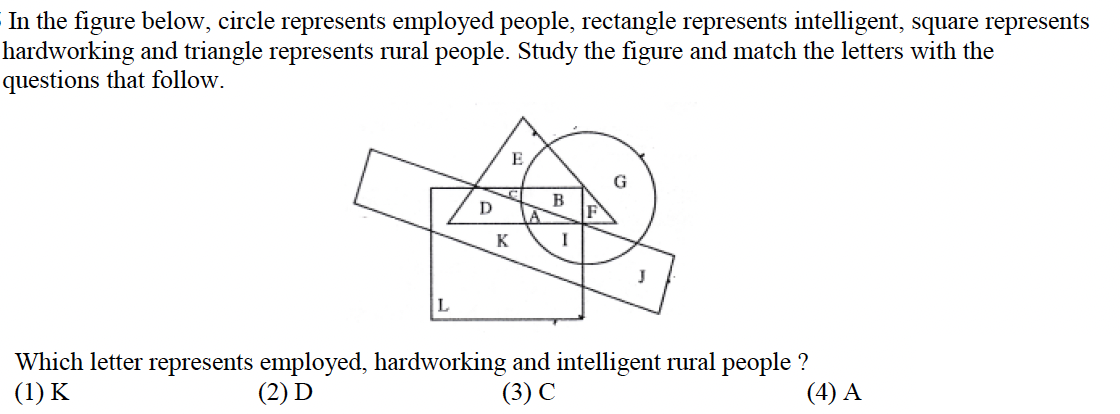 In the figure below, circle represents employed people, rectangle represents intelligent, square represents
hardworking and triangle represents rural people. Study the figure and match the letters with the
questions that follow.
E
G
C
B
D
A
F
K
I
J
L
Which letter represents employed, hardworking and intelligent rural people ?
(1) K (2) D (3) C (4) A